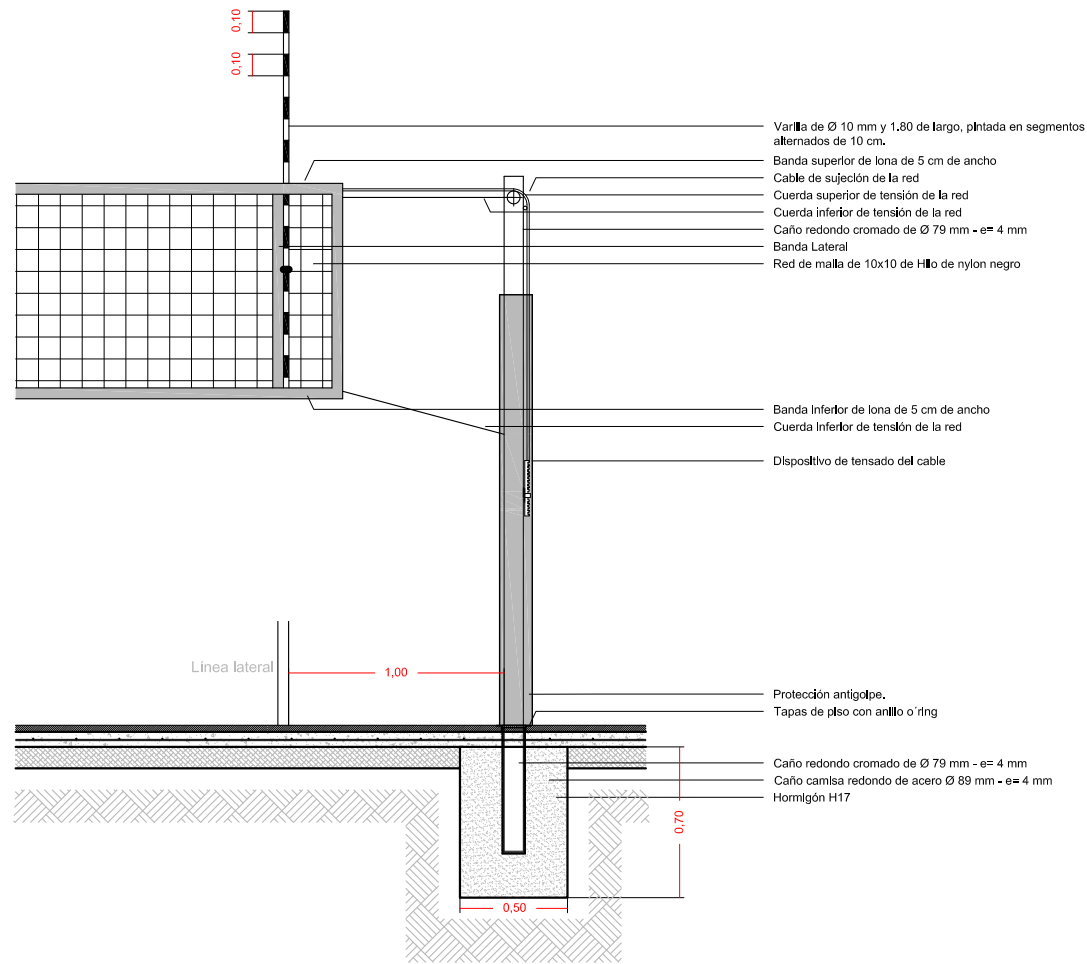 0,10
0,10
Varilla de Ø 10 mm y 1.80 de largo, pintada en segmentos
alternados de 10 cm.
Banda superior de lona de 5 cm de ancho
Cable de sujeción de la red
Cuerda superior de tensión de la red
Cuerda inferior de tensión de la red
Caño redondo cromado de Ø 79 mm - e= 4 mm
Banda Lateral
Red de malla de 10x10 de Hilo de nylon negro
Banda Inferior de lona de 5 cm de ancho
Cuerda Inferior de tensión de la red
Dispositivo de tensado del cable
Línea lateral
1,00
Protección antigolpe.
Tapas de piso con anillo o´ring
Caño redondo cromado de Ø 79 mm - e= 4 mm
Caño camisa redondo de acero Ø 89 mm - e= 4 mm
Hormigón H17
0,70
0,50